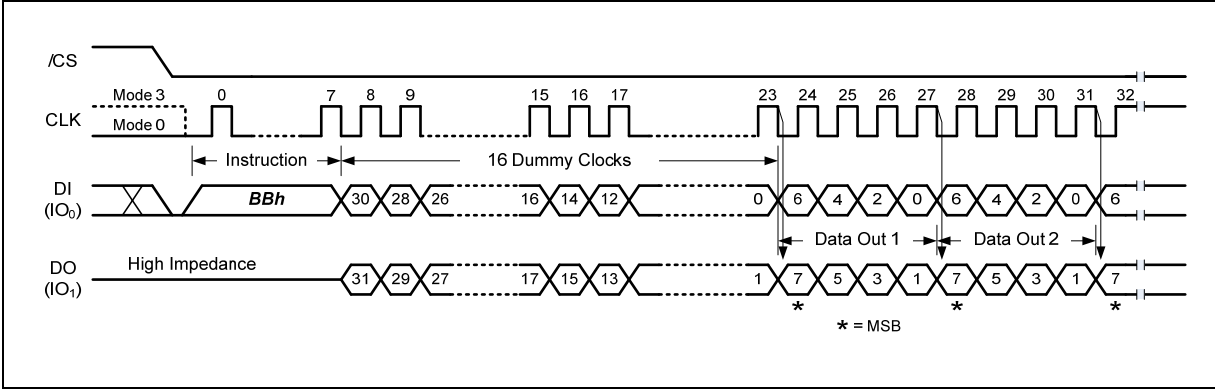 /CS
Mode 3 0 7 8 9 15 16 17 23 24 25 26 27 28 29 30 31 32
CLK
Mode 0
Instruction 16 Dummy Clocks
DI
(IO₀)
BBh 30 28 26 16 14 12 0 6 4 2 0 6 4 2 0 6
Data Out 1 Data Out 2
High Impedance
DO
(IO₁)
31 29 27 17 15 13 1 7 5 3 1 7 5 3 1 7
* * *
* = MSB